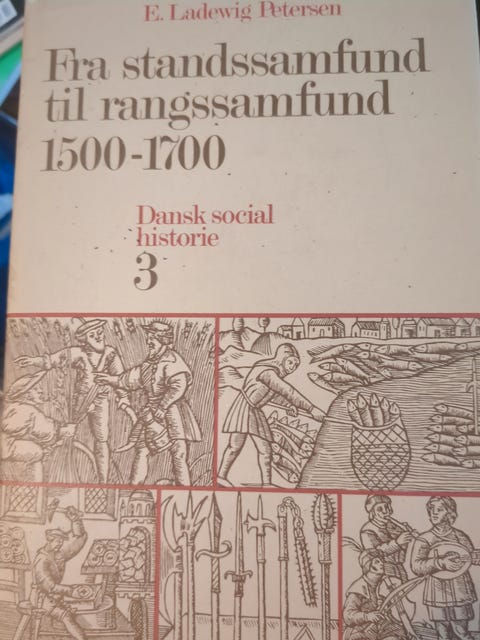 E. Ladewig Petersen
Fra standssamfund
til rangssamfund
1500-1700
Dansk social
historie
3